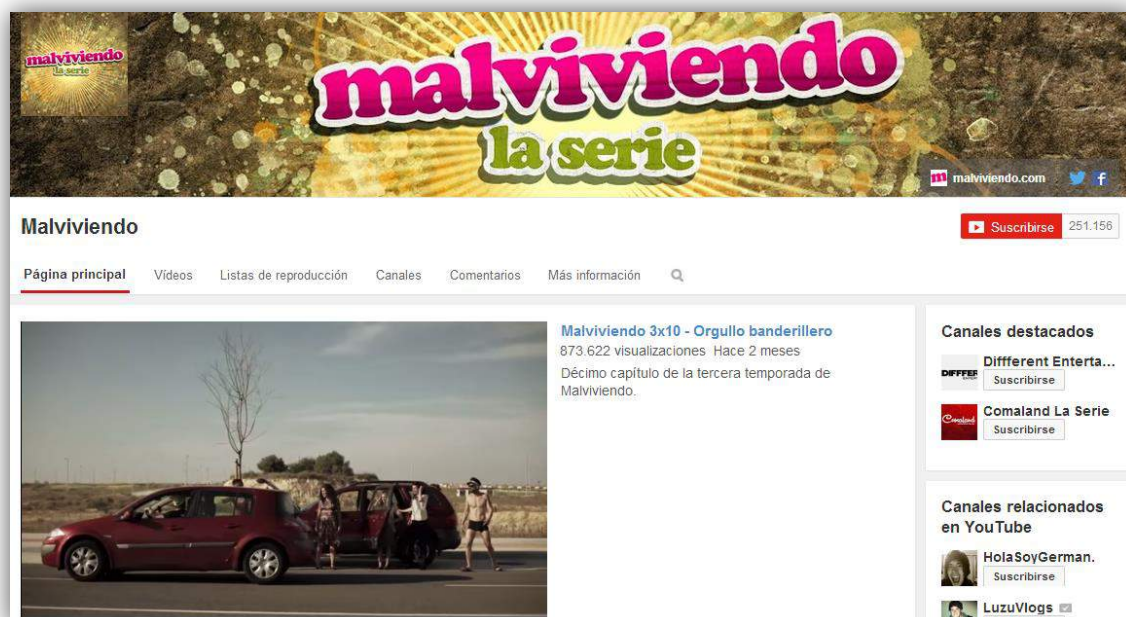 malviviendo
la serie
malviviendo
la serie
malviviendo.com
Malviviendo
Suscribirse 251.156
Página principal Vídeos Listas de reproducción Canales Comentarios Más información
Malviviendo 3x10 - Orgullo banderillero
873.622 visualizaciones Hace 2 meses
Décimo capítulo de la tercera temporada de
Malviviendo.
Canales destacados
DIFFFER
Diffferent Enterta...
Suscribirse
Comaland
Comaland La Serie
Suscribirse
Canales relacionados
en YouTube
HolaSoyGerman.
Suscribirse
LuzuVlogs